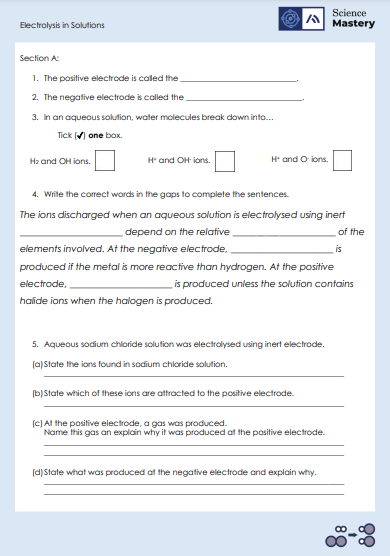 Electrolysis in Solutions
Science
Mastery
Section A:
1. The positive electrode is called the ____________________________.
2. The negative electrode is called the ____________________________.
3. In an aqueous solution, water molecules break down into…
Tick (✓) one box.
H₂ and OH ions.
H⁺ and OH⁻ ions.
H⁺ and O⁻ ions.
4. Write the correct words in the gaps to complete the sentences.
The ions discharged when an aqueous solution is electrolysed using inert
____________________ depend on the relative ____________________ of the
elements involved. At the negative electrode, ____________________ is
produced if the metal is more reactive than hydrogen. At the positive
electrode, ____________________ is produced unless the solution contains
halide ions when the halogen is produced.
5. Aqueous sodium chloride solution was electrolysed using inert electrode.
(a) State the ions found in sodium chloride solution.
(b) State which of these ions are attracted to the positive electrode.
(c) At the positive electrode, a gas was produced.
Name this gas an explain why it was produced at the positive electrode.
(d) State what was produced at the negative electrode and explain why.